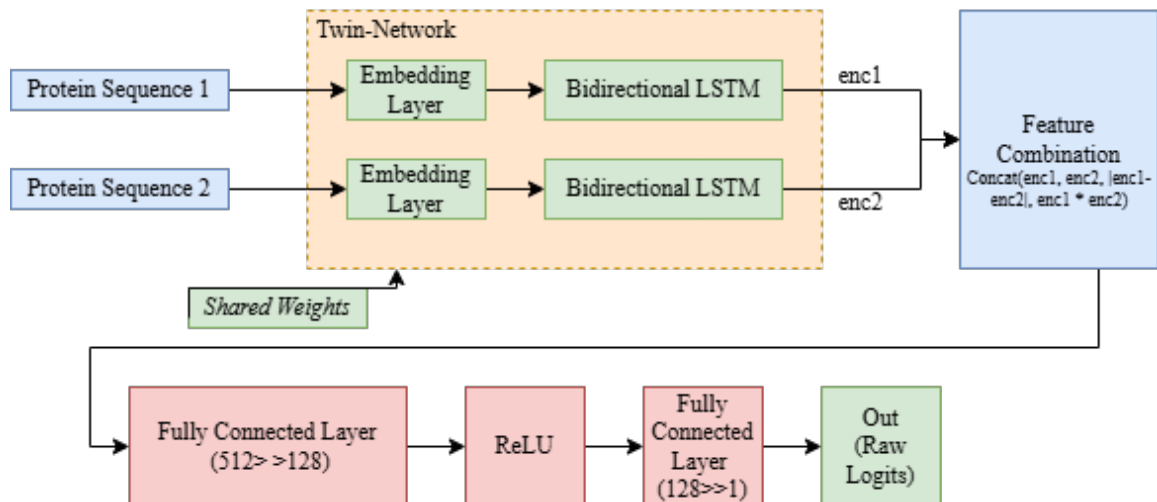 Twin-Network
Protein Sequence 1
Embedding
Layer
Bidirectional LSTM
enc1
Protein Sequence 2
Embedding
Layer
Bidirectional LSTM
enc2
Feature
Combination
Concat(enc1, enc2, |enc1-
enc2|, enc1 * enc2)
Shared Weights
Fully Connected Layer
(512> >128)
ReLU
Fully
Connected
Layer
(128>>1)
Out
(Raw
Logits)